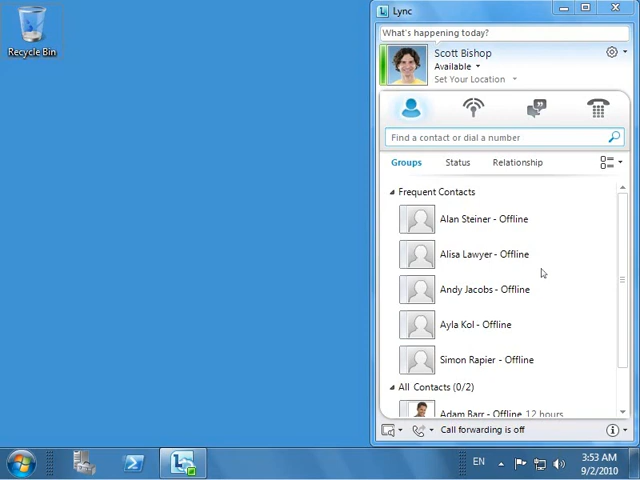 Recycle Bin
Lync
What's happening today?
Scott Bishop
Available
Set Your Location
Find a contact or dial a number
Groups Status Relationship
Frequent Contacts
Alan Steiner - Offline
Alisa Lawyer - Offline
Andy Jacobs - Offline
Ayla Kol - Offline
Simon Rapier - Offline
All Contacts (0/2)
Adam Barr - Offline 12 hours
Call forwarding is off
EN
3:53 AM
9/2/2010